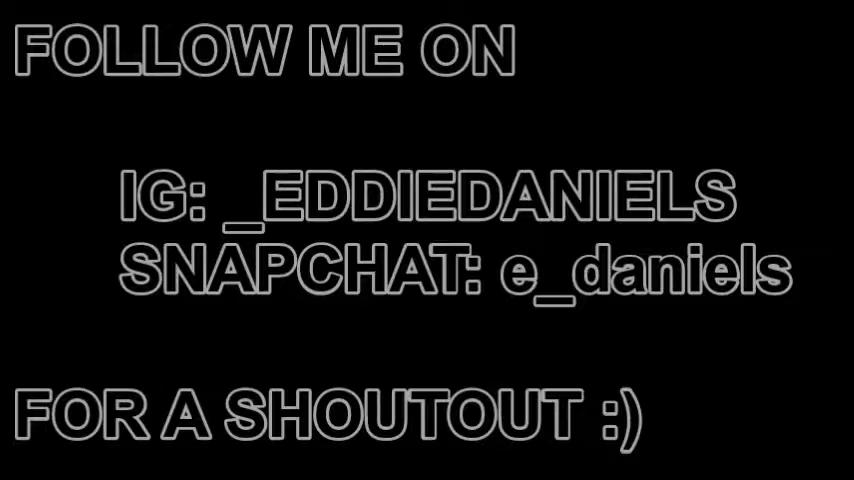 FOLLOW ME ON
IG: _EDDIEDANIELS
SNAPCHAT: e_daniels
FOR A SHOUTOUT :)